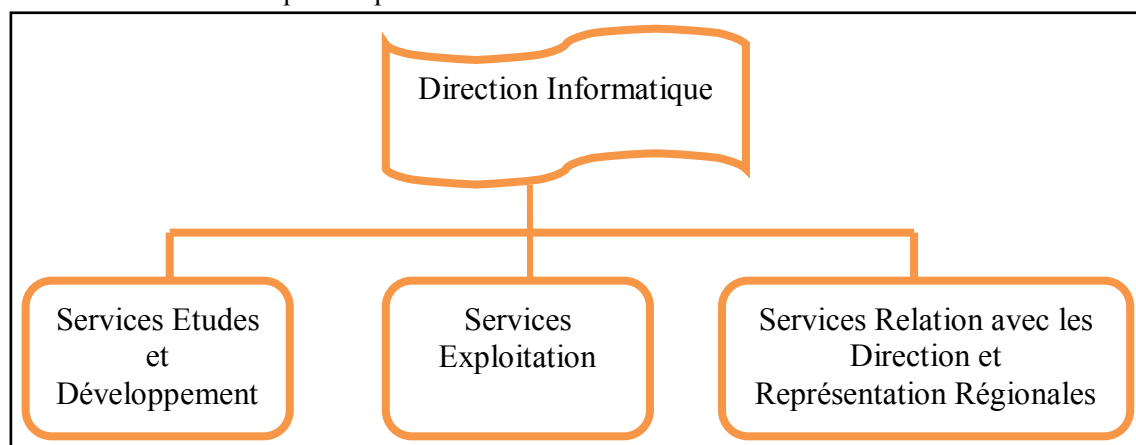 Direction Informatique
Services Etudes
et
Développement
Services
Exploitation
Services Relation avec les
Direction et
Représentation Régionales